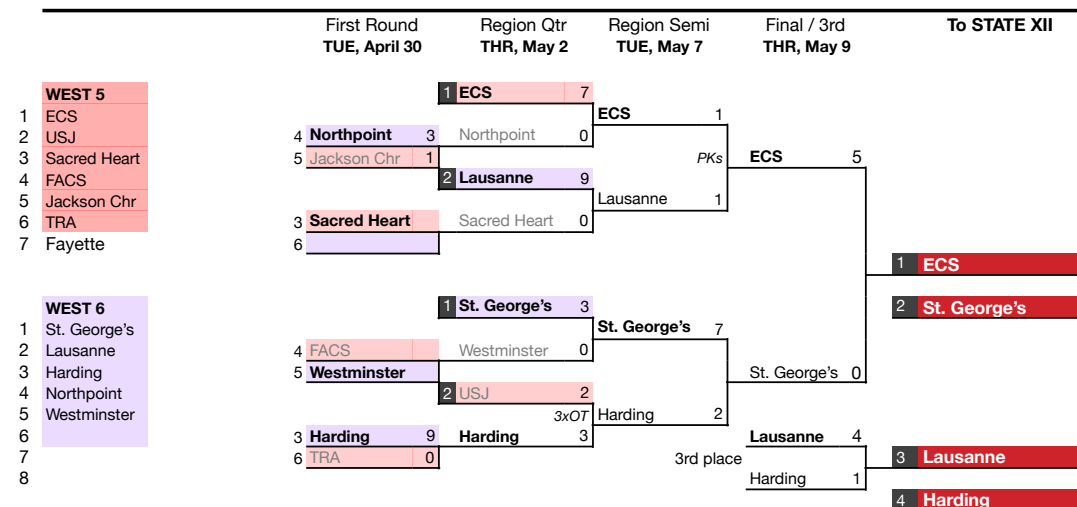 First Round Region Qtr Region Semi Final / 3rd To STATE XII
TUE, April 30 THR, May 2 TUE, May 7 THR, May 9
WEST 5 1 ECS 7
1 ECS ECS 1
2 USJ 4 Northpoint 3 Northpoint 0
3 Sacred Heart 5 Jackson Chr 1 PKs ECS 5
4 FACS 2 Lausanne 9
5 Jackson Chr Lausanne 1
6 TRA 3 Sacred Heart Sacred Heart 0
7 Fayette 6
1 ECS
WEST 6 1 St. George's 3 2 St. George's
1 St. George's St. George's 7
2 Lausanne 4 FACS Westminster 0
3 Harding 5 Westminster St. George's 0
4 Northpoint 2 USJ 2
5 Westminster 3xOT Harding 2
6 3 Harding 9 Harding 3 Lausanne 4
7 6 TRA 0 3rd place 3 Lausanne
8 Harding 1
4 Harding